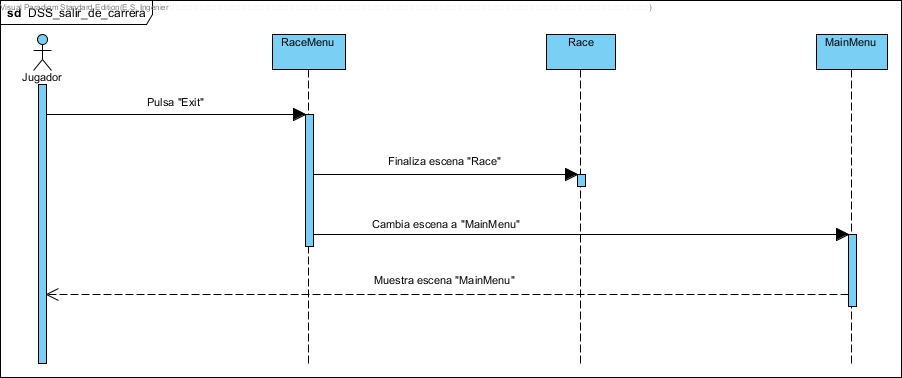 Visual Paradigm Standard Edition(E.S. Ingenier
sd DSS_salir_de_carrera
RaceMenu
Race
MainMenu
Jugador
Pulsa "Exit"
Finaliza escena "Race"
Cambia escena a "MainMenu"
Muestra escena "MainMenu"